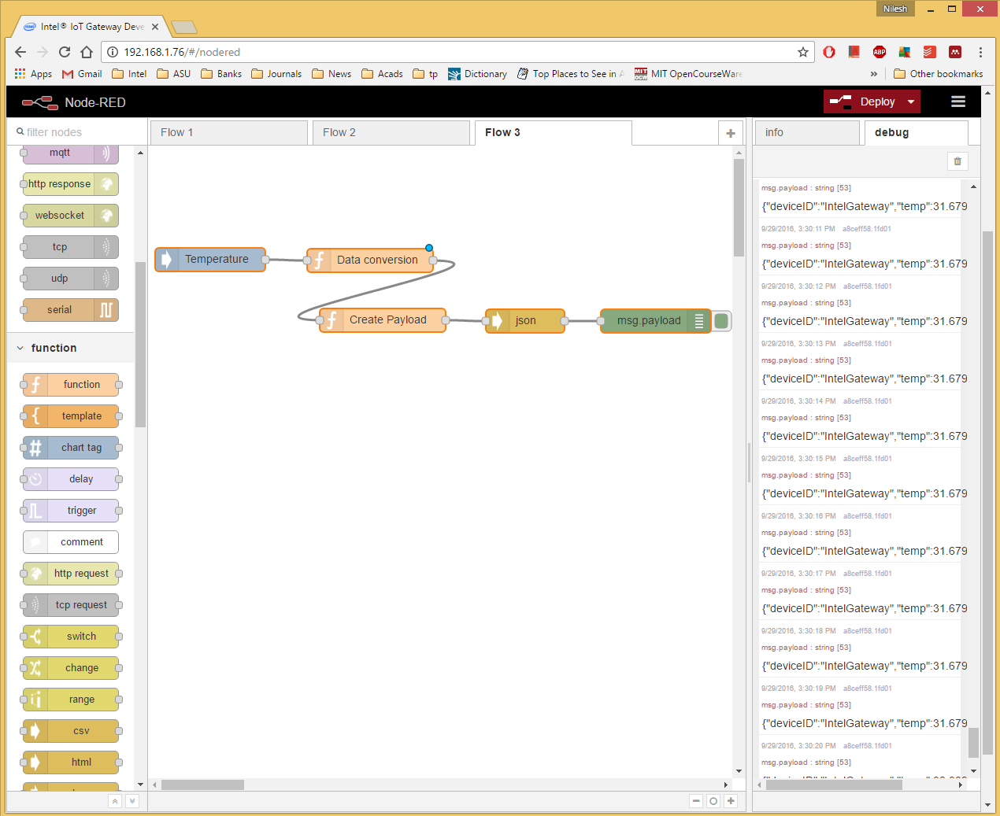 Nilesh
Intel® IoT Gateway Deve
192.168.1.76/#/nodered
ABP
Apps Gmail Intel ASU Banks Journals News Acads tp Dictionary Top Places to See in MIT OpenCourseWare » Other bookmarks
Node-RED
Deploy
filter nodes
Flow 1
Flow 2
Flow 3
info
debug
mqtt
http response
websocket
tcp
udp
serial
function
function
template
chart tag
delay
trigger
comment
http request
tcp request
switch
change
range
csv
html
Temperature
Data conversion
Create Payload
json
msg.payload
msg.payload : string [53]
{"deviceID":"IntelGateway","temp":31.679
9/29/2016, 3:30:11 PM a8ceff58.1fd01
msg.payload : string [53]
{"deviceID":"IntelGateway","temp":31.679
9/29/2016, 3:30:12 PM a8ceff58.1fd01
msg.payload : string [53]
{"deviceID":"IntelGateway","temp":31.679
9/29/2016, 3:30:13 PM a8ceff58.1fd01
msg.payload : string [53]
{"deviceID":"IntelGateway","temp":31.679
9/29/2016, 3:30:14 PM a8ceff58.1fd01
msg.payload : string [53]
{"deviceID":"IntelGateway","temp":31.679
9/29/2016, 3:30:15 PM a8ceff58.1fd01
msg.payload : string [53]
{"deviceID":"IntelGateway","temp":31.679
9/29/2016, 3:30:16 PM a8ceff58.1fd01
msg.payload : string [53]
{"deviceID":"IntelGateway","temp":31.679
9/29/2016, 3:30:17 PM a8ceff58.1fd01
msg.payload : string [53]
{"deviceID":"IntelGateway","temp":31.679
9/29/2016, 3:30:18 PM a8ceff58.1fd01
msg.payload : string [53]
{"deviceID":"IntelGateway","temp":31.679
9/29/2016, 3:30:19 PM a8ceff58.1fd01
msg.payload : string [53]
{"deviceID":"IntelGateway","temp":31.679
9/29/2016, 3:30:20 PM a8ceff58.1fd01
msg.payload : string [53]